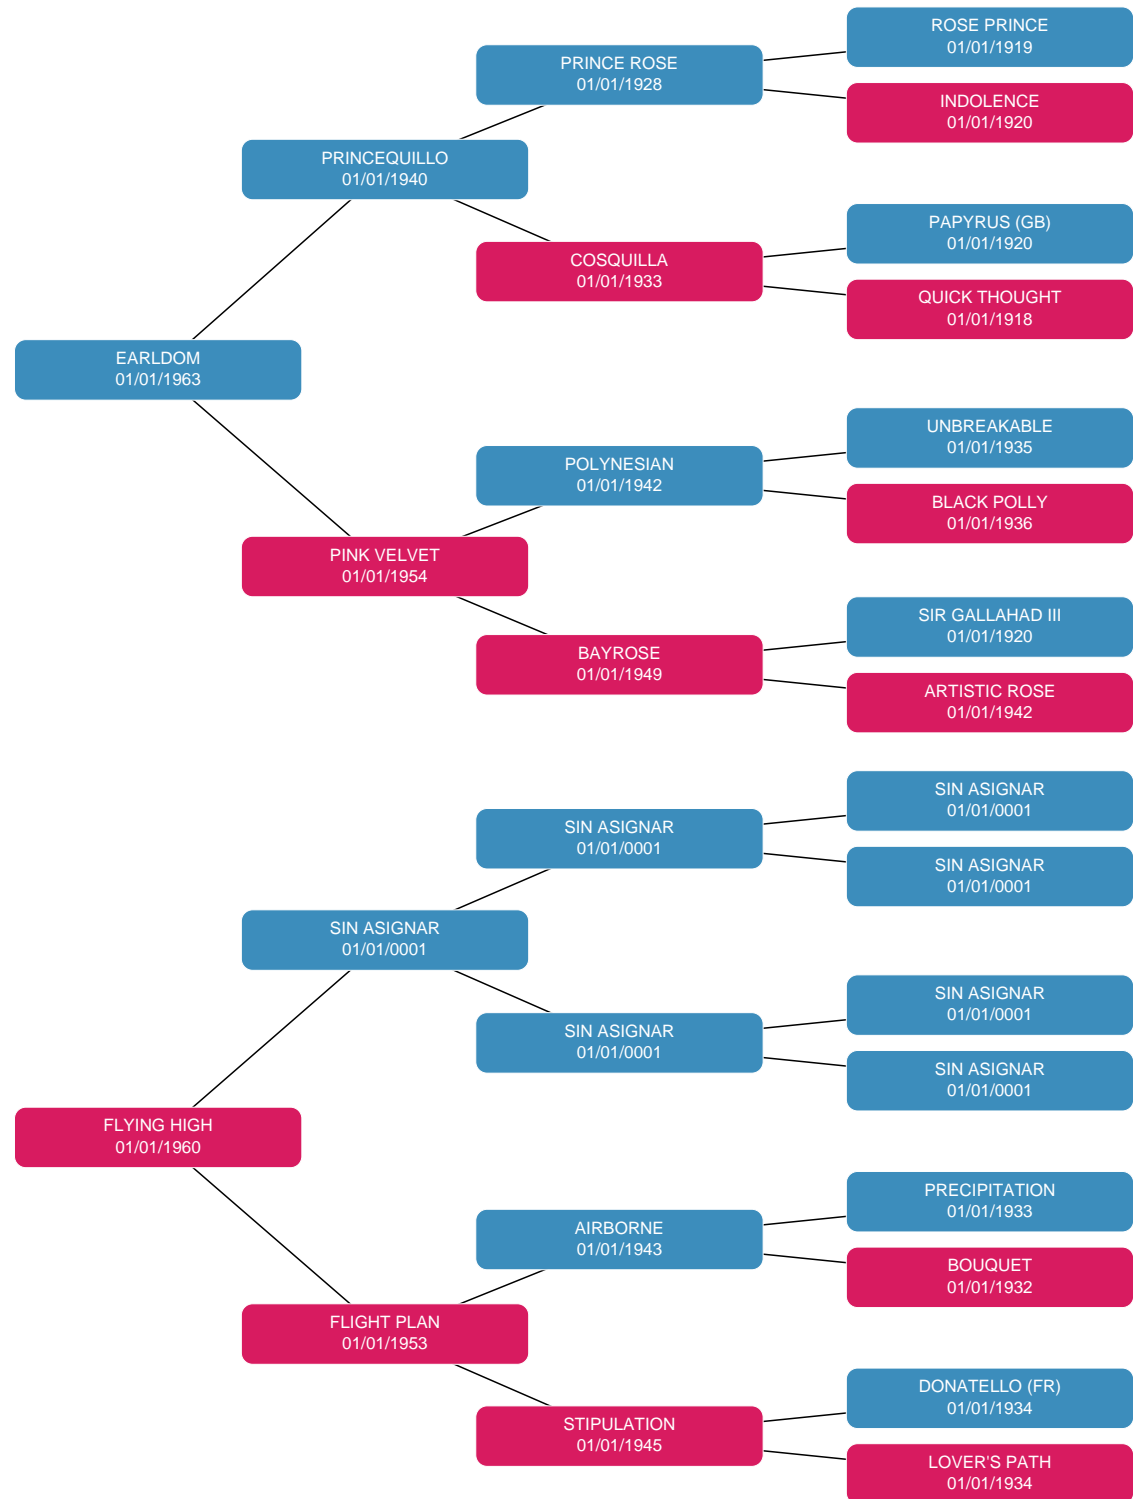 ROSE PRINCE
01/01/1919
PRINCE ROSE
01/01/1928
INDOLENCE
01/01/1920
PRINCEQUILLO
01/01/1940
PAPYRUS (GB)
01/01/1920
COSQUILLA
01/01/1933
QUICK THOUGHT
01/01/1918
EARLDOM
01/01/1963
UNBREAKABLE
01/01/1935
POLYNESIAN
01/01/1942
BLACK POLLY
01/01/1936
PINK VELVET
01/01/1954
SIR GALLAHAD III
01/01/1920
BAYROSE
01/01/1949
ARTISTIC ROSE
01/01/1942
SIN ASIGNAR
01/01/0001
SIN ASIGNAR
01/01/0001
SIN ASIGNAR
01/01/0001
SIN ASIGNAR
01/01/0001
SIN ASIGNAR
01/01/0001
SIN ASIGNAR
01/01/0001
SIN ASIGNAR
01/01/0001
FLYING HIGH
01/01/1960
PRECIPITATION
01/01/1933
AIRBORNE
01/01/1943
BOUQUET
01/01/1932
FLIGHT PLAN
01/01/1953
DONATELLO (FR)
01/01/1934
STIPULATION
01/01/1945
LOVER'S PATH
01/01/1934